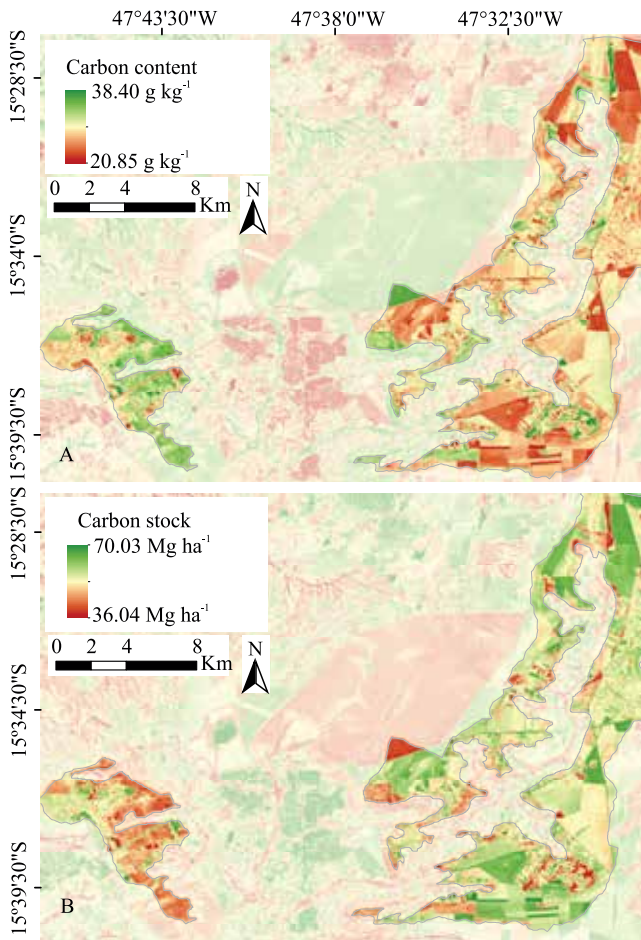 47°43'30"W 47°38'0"W 47°32'30"W
15°28'30"S
Carbon content
38.40 g kg⁻¹
20.85 g kg⁻¹
0 2 4 8
Km
N
15°34'0"S
15°39'30"S
A
15°28'30"S
Carbon stock
70.03 Mg ha⁻¹
36.04 Mg ha⁻¹
0 2 4 8
Km
N
15°34'30"S
15°39'30"S
B